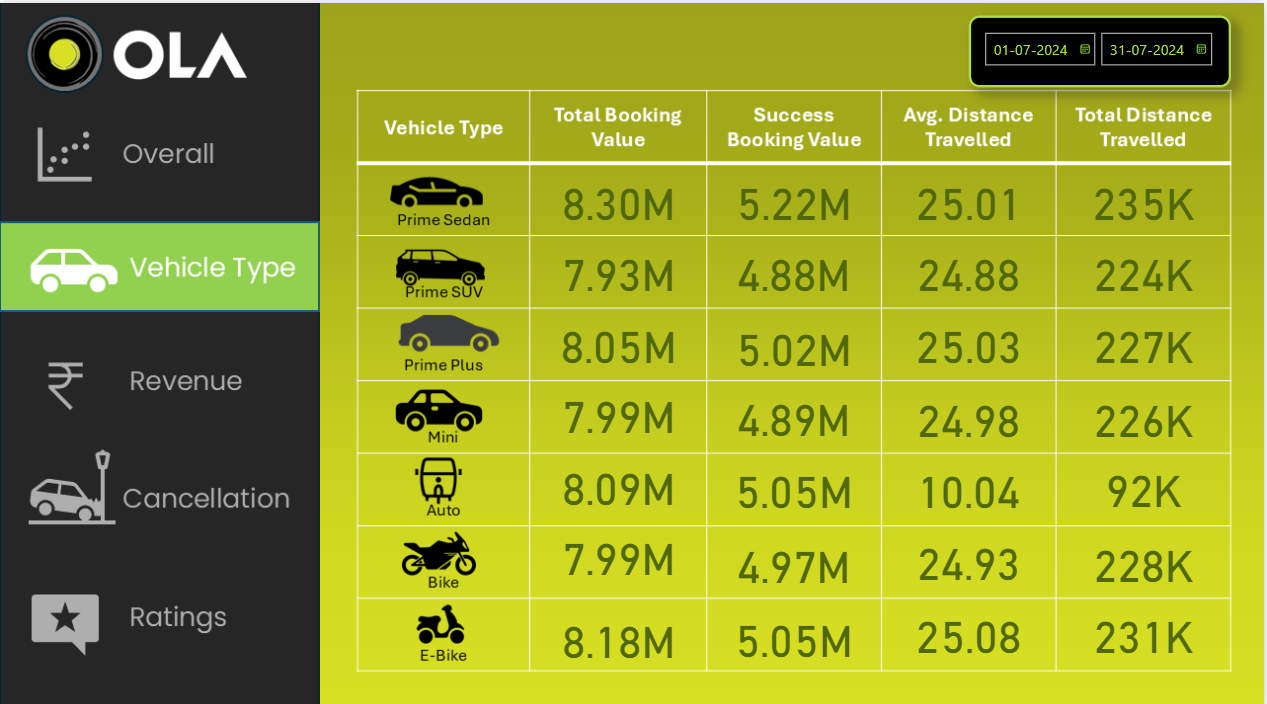 OLA
01-07-2024 31-07-2024
Overall
Vehicle Type
₹ Revenue
Cancellation
Ratings
Vehicle Type Total Booking Value Success Booking Value Avg. Distance Travelled Total Distance Travelled
Prime Sedan 8.30M 5.22M 25.01 235K
Prime SUV 7.93M 4.88M 24.88 224K
Prime Plus 8.05M 5.02M 25.03 227K
Mini 7.99M 4.89M 24.98 226K
Auto 8.09M 5.05M 10.04 92K
Bike 7.99M 4.97M 24.93 228K
E-Bike 8.18M 5.05M 25.08 231K